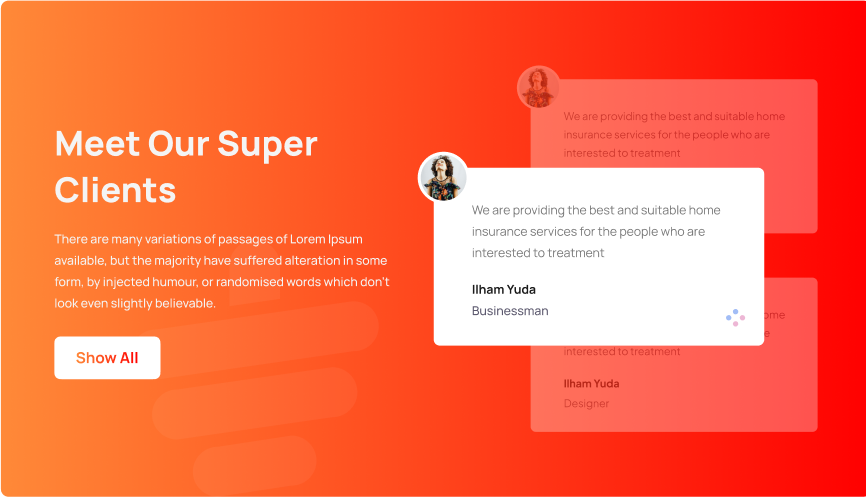 Meet Our Super
Clients
There are many variations of passages of Lorem Ipsum
available, but the majority have suffered alteration in some
form, by injected humour, or randomised words which don't
look even slightly believable.
Show All
We are providing the best and suitable home
insurance services for the people who are
interested to treatment
We are providing the best and suitable home
insurance services for the people who are
interested to treatment
Ilham Yuda
Businessman
interested to treatment
Ilham Yuda
Designer